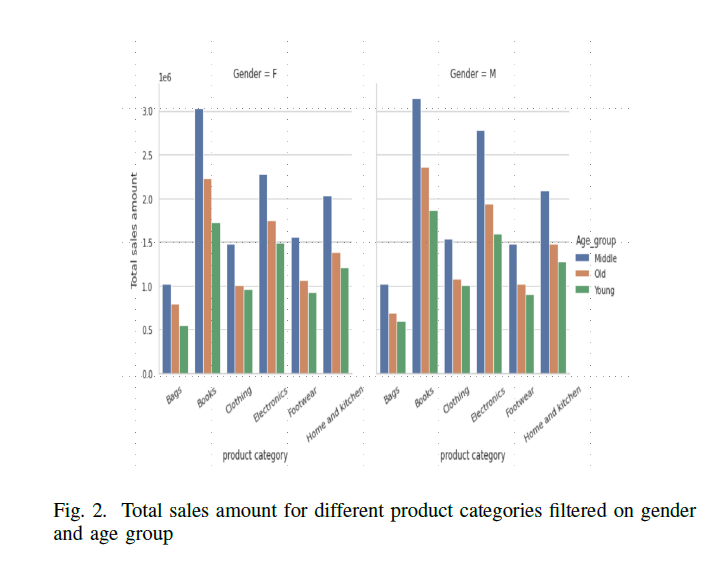 1e6
Gender = F
Gender = M
3.0
2.5
2.0
1.5
1.0
0.5
0.0
Total sales amount
Age_group
Middle
Old
Young
Bags
Books
Clothing
Electronics
Footwear
Home and kitchen
Bags
Books
Clothing
Electronics
Footwear
Home and kitchen
product category
product category
Fig. 2. Total sales amount for different product categories filtered on gender
and age group